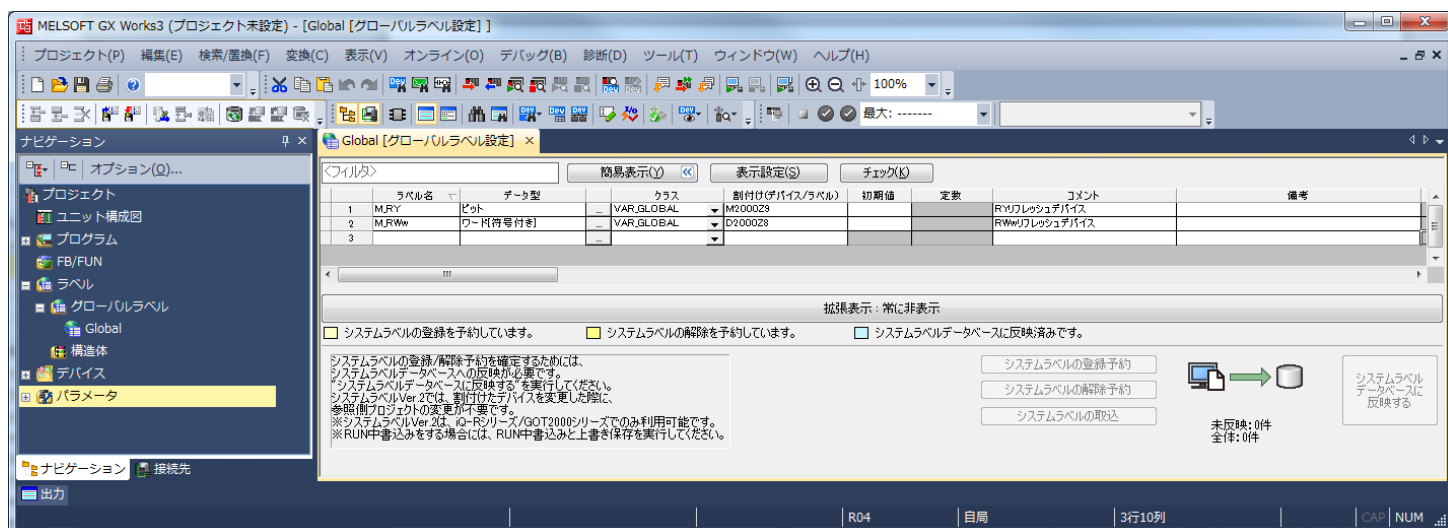 MELSOFT GX Works3 (プロジェクト未設定) - [Global [グローバルラベル設定] ]
プロジェクト(P) 編集(E) 検索/置換(F) 変換(C) 表示(V) オンライン(O) デバッグ(B) 診断(D) ツール(T) ウィンドウ(W) ヘルプ(H)
100%
最大: -------
ナビゲーション
Global [グローバルラベル設定]
オプション(O)...
<フィルタ>
簡易表示(Y)
表示設定(S)
チェック(K)
プロジェクト
ユニット構成図
プログラム
FB/FUN
ラベル
グローバルラベル
Global
構造体
デバイス
パラメータ
ラベル名 データ型 クラス 割付け(デバイス/ラベル) 初期値 定数 コメント 備考
1 M_RY ビット ... VAR_GLOBAL M2000Z9 RYリフレッシュデバイス
2 M_RWw ワード[符号付き] ... VAR_GLOBAL D2000Z8 RWwリフレッシュデバイス
3 ...
拡張表示：常に非表示
システムラベルの登録を予約しています。 システムラベルの解除を予約しています。 システムラベルデータベースに反映済みです。
システムラベルの登録/解除予約を確定するためには、
システムラベルデータベースへの反映が必要です。
"システムラベルデータベースに反映する"を実行してください。
システムラベルVer.2では、割付けたデバイスを変更した際に、
参照側プロジェクトの変更が不要です。
※システムラベルVer.2は、iQ-Rシリーズ/GOT2000シリーズでのみ利用可能です。
※RUN中書込みをする場合には、RUN中書込みと上書き保存を実行してください。
システムラベルの登録予約
システムラベルの解除予約
システムラベルの取込
未反映:0件
全体:0件
システムラベル
データベースに
反映する
ナビゲーション 接続先
出力
R04 自局 3行10列 CAP NUM